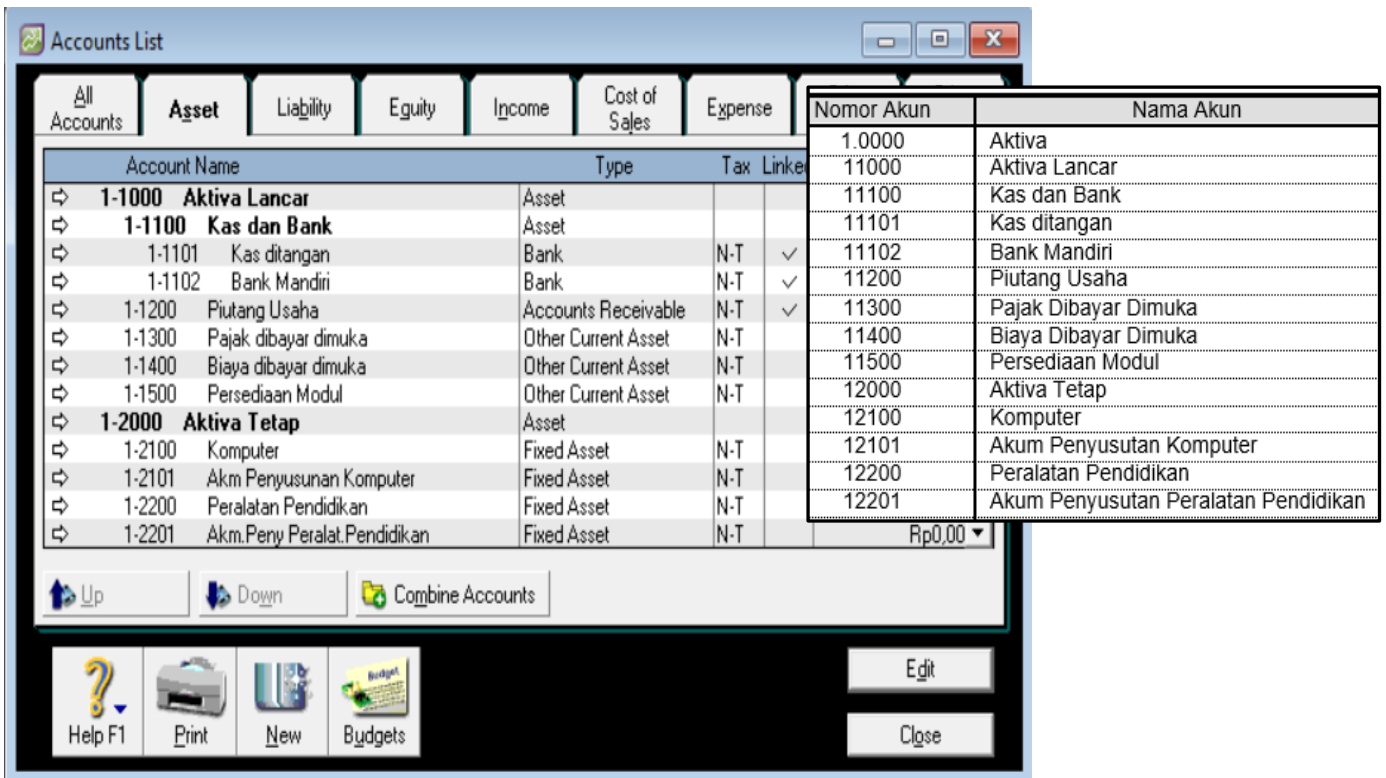 Accounts List
All Accounts
Asset
Liability
Equity
Income
Cost of Sales
Expense
Account Name Type Tax Linked
1-1000 Aktiva Lancar Asset
1-1100 Kas dan Bank Asset
1-1101 Kas ditangan Bank N-T ✓
1-1102 Bank Mandiri Bank N-T ✓
1-1200 Piutang Usaha Accounts Receivable N-T ✓
1-1300 Pajak dibayar dimuka Other Current Asset N-T
1-1400 Biaya dibayar dimuka Other Current Asset N-T
1-1500 Persediaan Modul Other Current Asset N-T
1-2000 Aktiva Tetap Asset
1-2100 Komputer Fixed Asset N-T
1-2101 Akm Penyusunan Komputer Fixed Asset N-T
1-2200 Peralatan Pendidikan Fixed Asset N-T
1-2201 Akm.Peny Peralat.Pendidikan Fixed Asset N-T Rp0,00
Up
Down
Combine Accounts
Help F1
Print
New
Budget
Budgets
Edit
Close
Nomor Akun Nama Akun
1.0000 Aktiva
11000 Aktiva Lancar
11100 Kas dan Bank
11101 Kas ditangan
11102 Bank Mandiri
11200 Piutang Usaha
11300 Pajak Dibayar Dimuka
11400 Biaya Dibayar Dimuka
11500 Persediaan Modul
12000 Aktiva Tetap
12100 Komputer
12101 Akum Penyusutan Komputer
12200 Peralatan Pendidikan
12201 Akum Penyusutan Peralatan Pendidikan